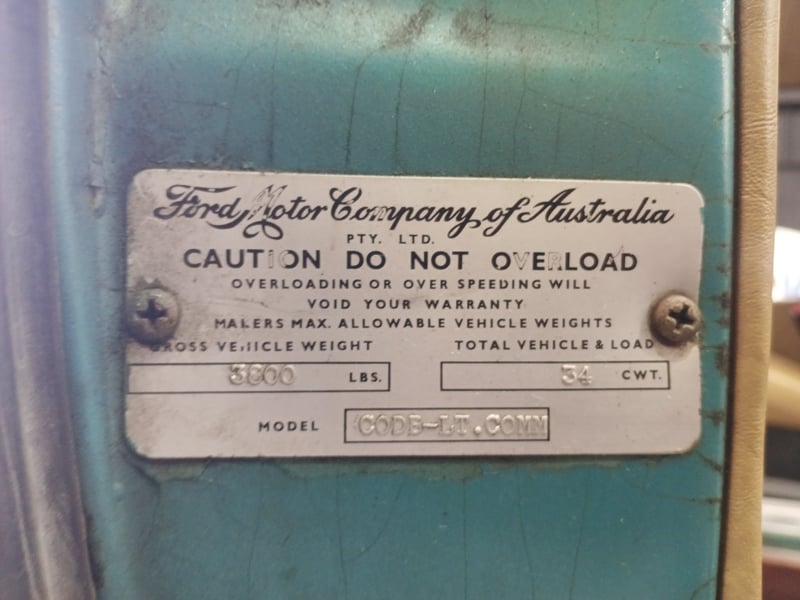 Ford Motor Company of Australia
PTY. LTD.
CAUTION DO NOT OVERLOAD
OVERLOADING OR OVER SPEEDING WILL
VOID YOUR WARRANTY
MAKERS MAX. ALLOWABLE VEHICLE WEIGHTS
GROSS VEHICLE WEIGHT TOTAL VEHICLE & LOAD
3800 LBS. 34 CWT.
MODEL CODE-LT.COMM